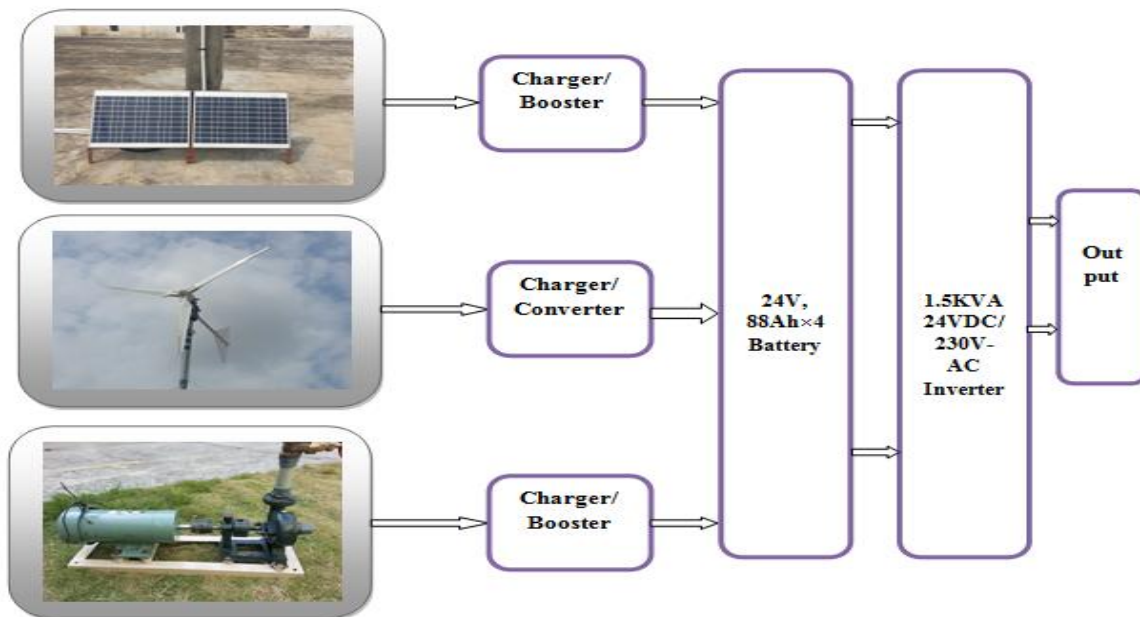 Charger/
Booster
Charger/
Converter
Charger/
Booster
24V,
88Ah×4
Battery
1.5KVA
24VDC/
230V-
AC
Inverter
Out
put